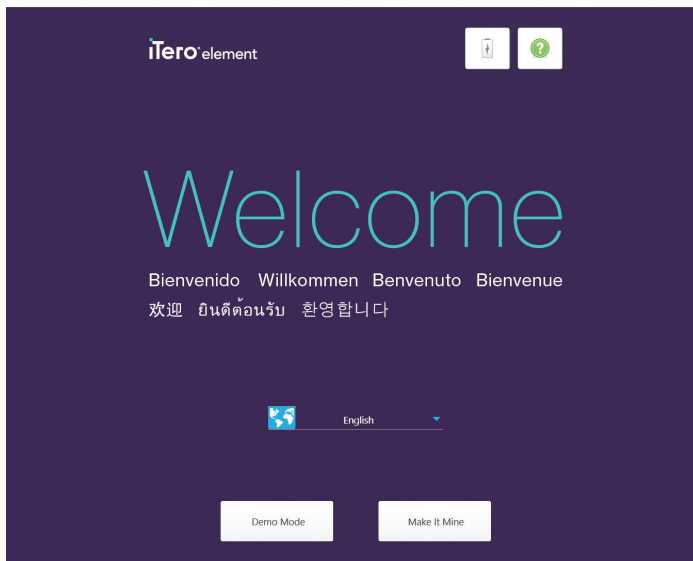 iTero element
?
Welcome
Bienvenido Willkommen Benvenuto Bienvenue
欢迎 ยินดีต้อนรับ 환영합니다
English
Demo Mode Make It Mine